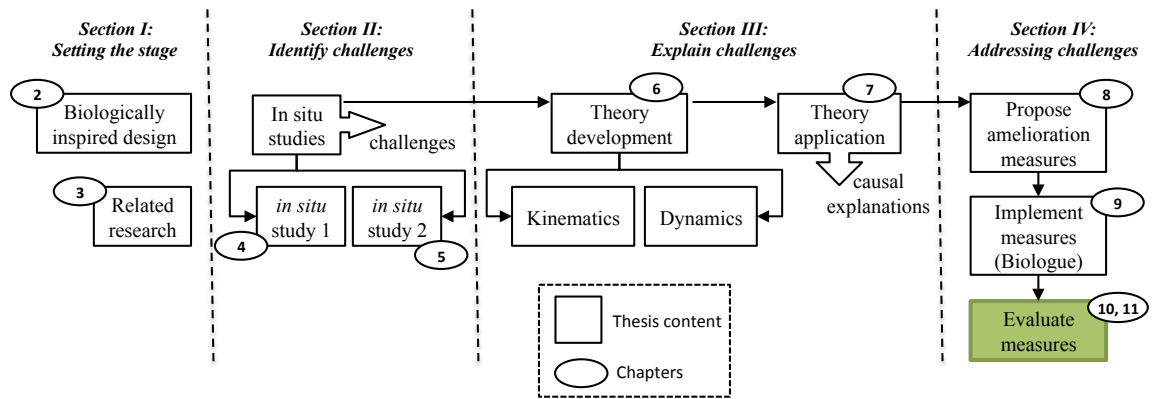 Section I:
Setting the stage
2
Biologically
inspired design
3
Related
research
Section II:
Identify challenges
In situ
studies
challenges
in situ
study 1
4
in situ
study 2
5
Section III:
Explain challenges
6
Theory
development
Kinematics
Dynamics
7
Theory
application
causal
explanations
Section IV:
Addressing challenges
8
Propose
amelioration
measures
9
Implement
measures
(Biologue)
10, 11
Evaluate
measures
Thesis content
Chapters